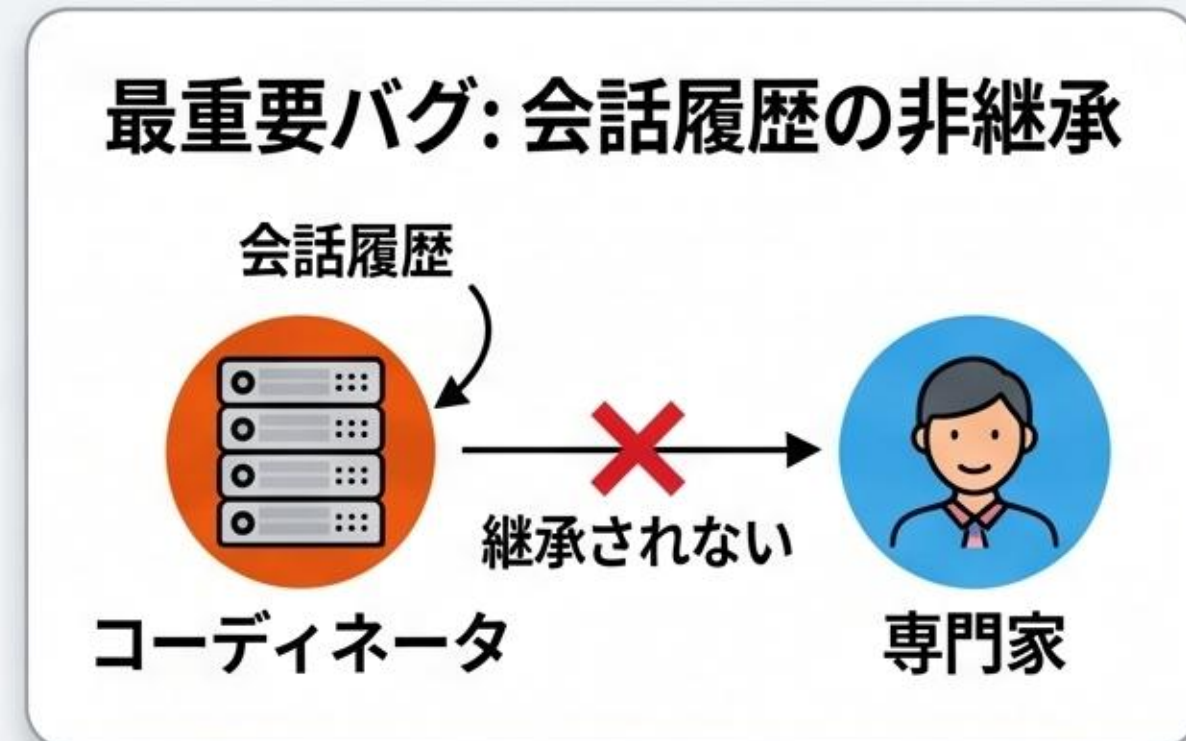 最重要バグ: 会話履歴の非継承
会話履歴
継承されない
コーディネータ
専門家